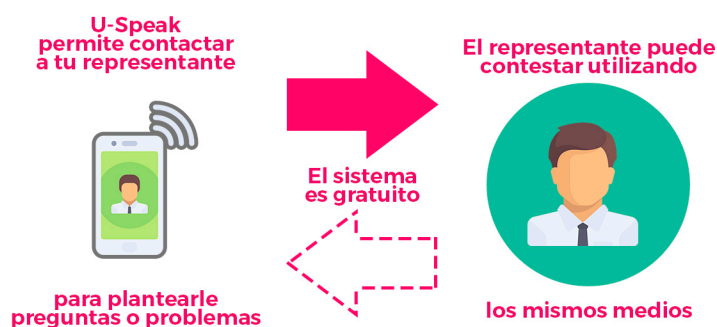 U-Speak
permite contactar
a tu representante
para plantearle
preguntas o problemas
El sistema
es gratuito
El representante puede
contestar utilizando
los mismos medios